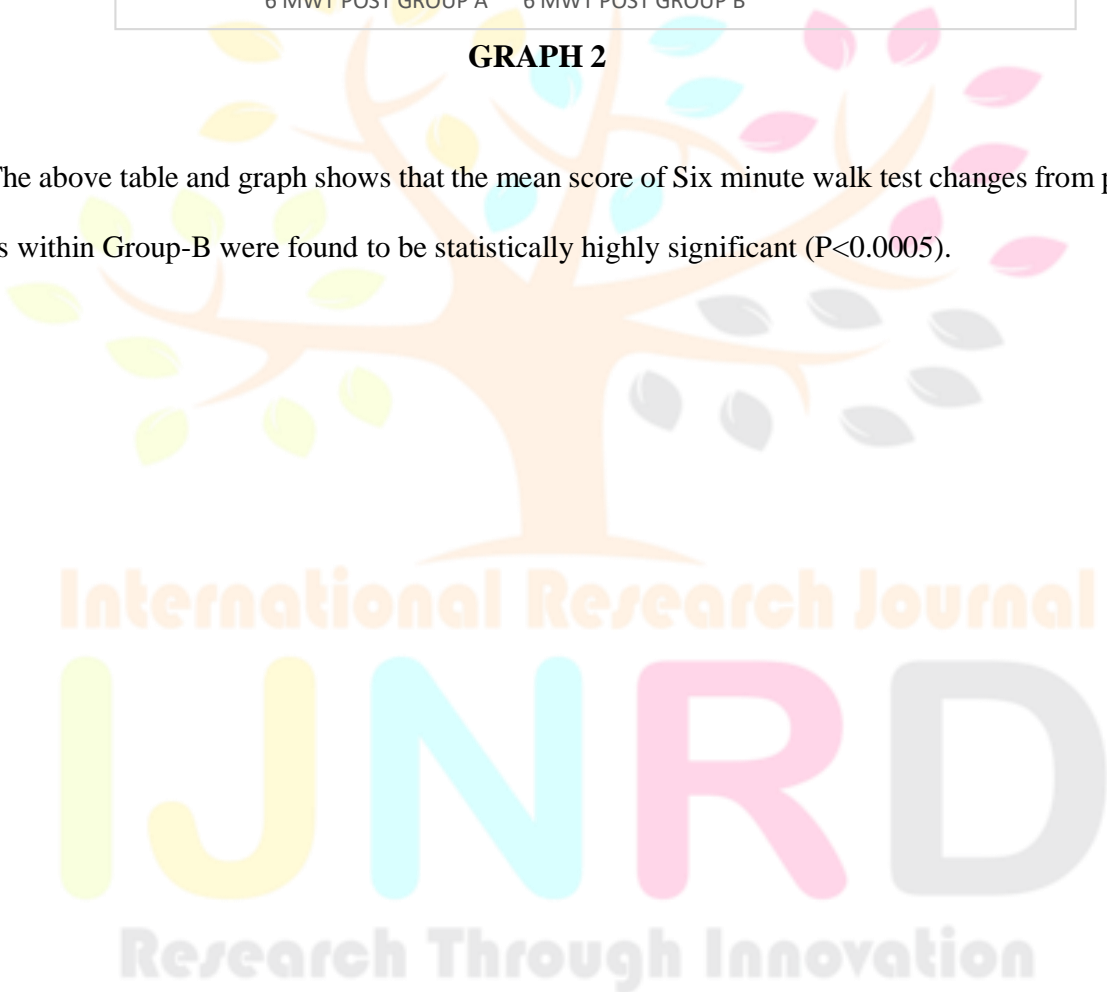 6 MWT POST GROUP A 6 MWT POST GROUP B
GRAPH 2
The above table and graph shows that the mean score of Six minute walk test changes from
s within Group-B were found to be statistically highly significant (P<0.0005).
International Research Journal
IJNRD
Research Through Innovation